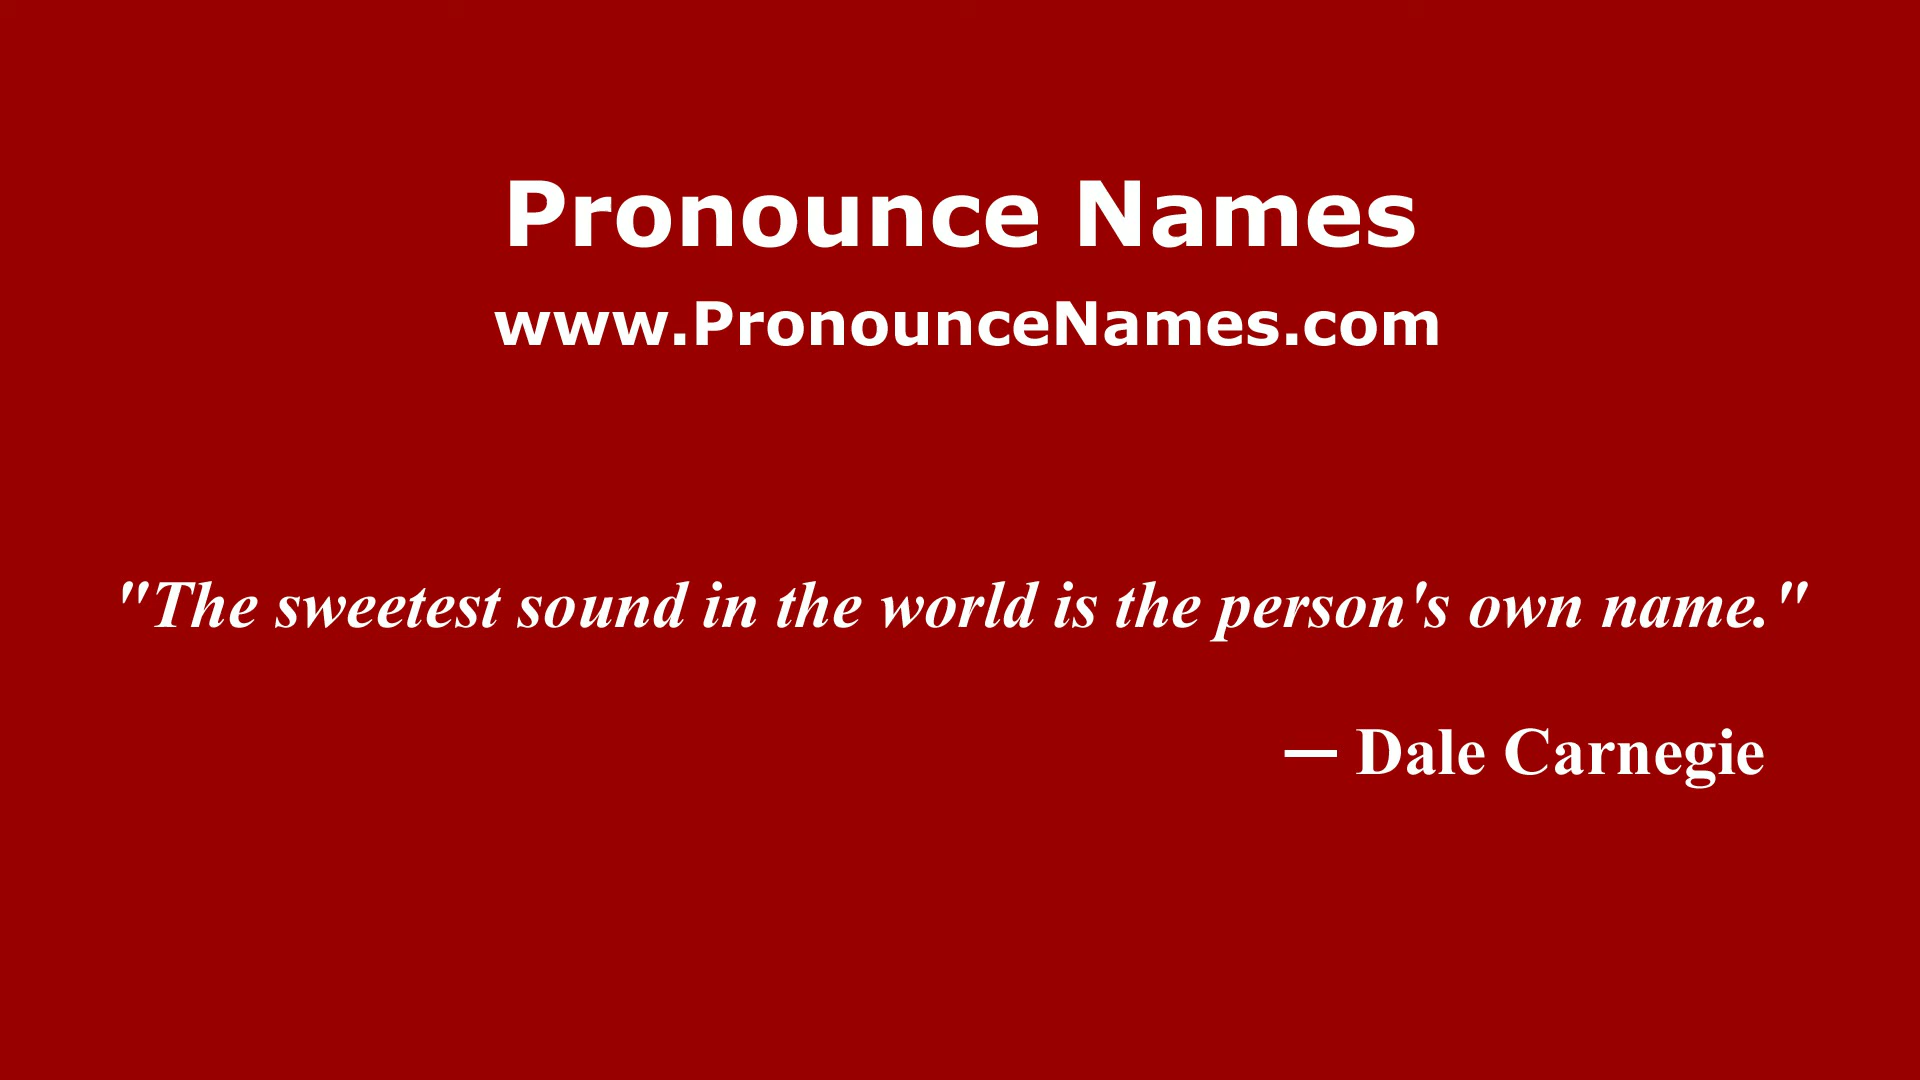 Pronounce Names
www.PronounceNames.com
"The sweetest sound in the world is the person's own name."
— Dale Carnegie